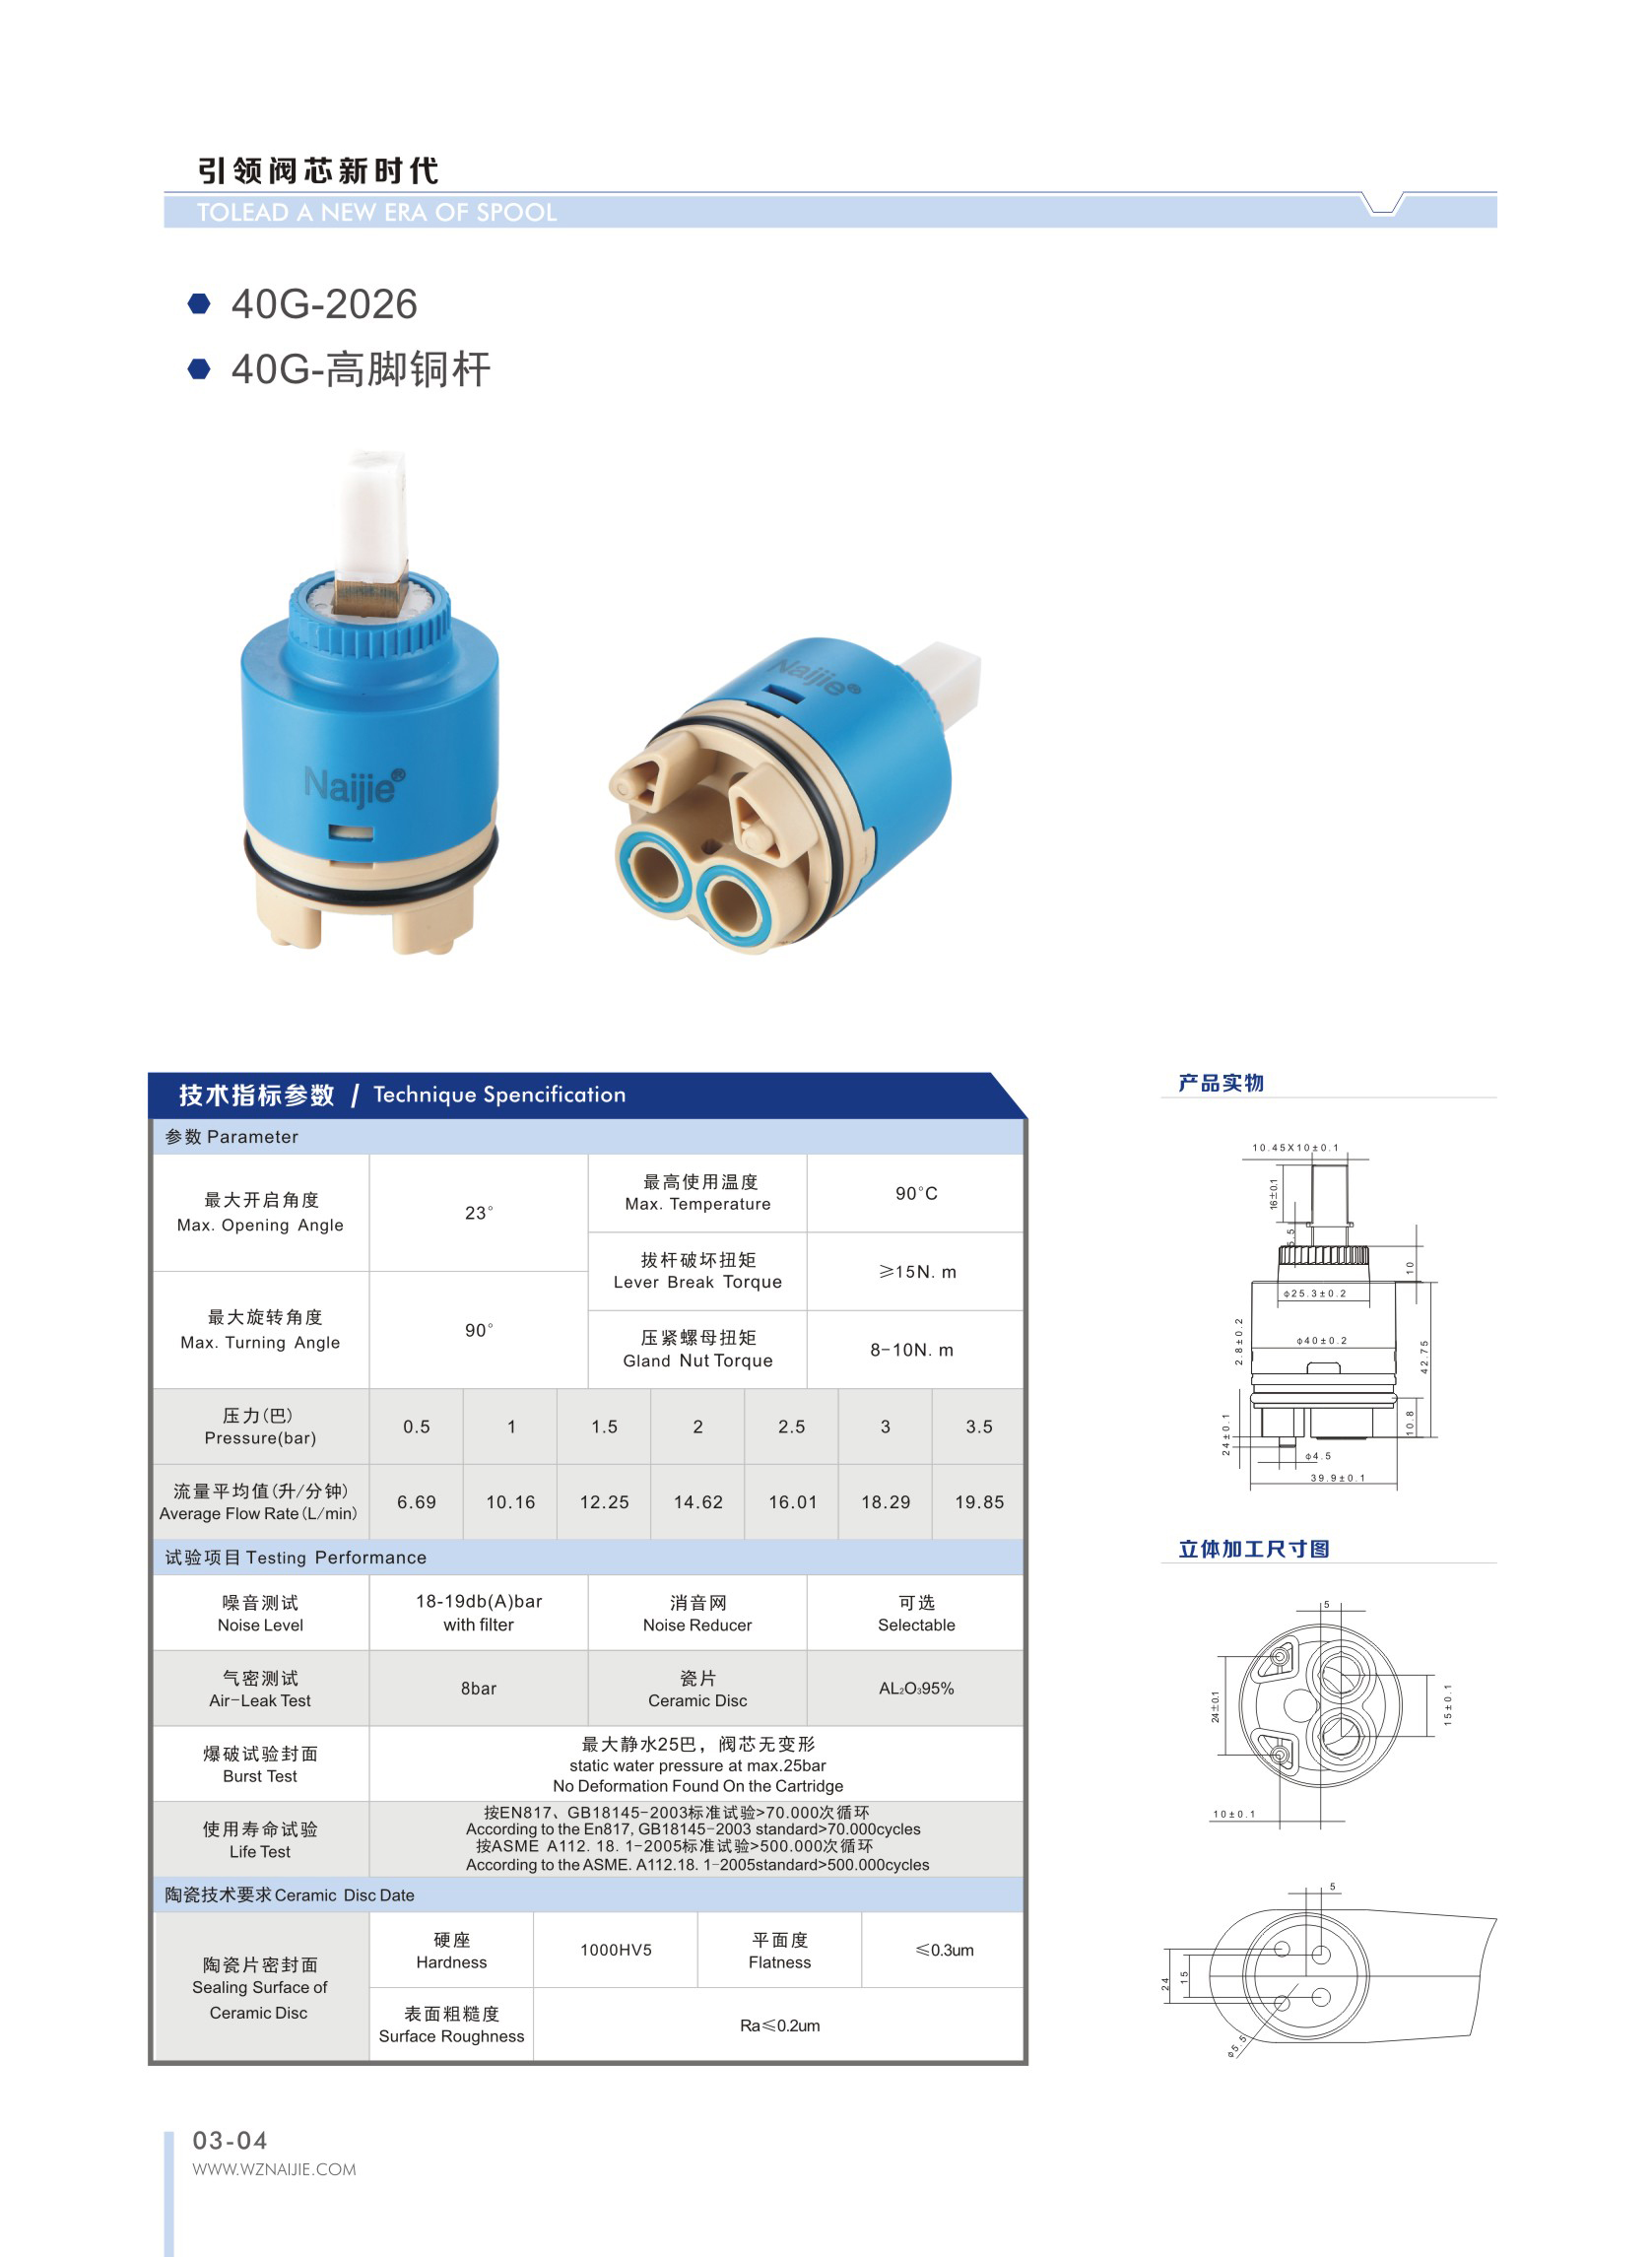 引领阀芯新时代
TOLEAD A NEW ERA OF SPOOL
40G-2026
40G-高脚铜杆
Naijie®
Naijie®
技术指标参数 / Technique Spencification
参数 Parameter
最大开启角度
Max. Opening Angle
23°
最高使用温度
Max. Temperature
90°C
拔杆破坏扭矩
Lever Break Torque
≥15N. m
最大旋转角度
Max. Turning Angle
90°
压紧螺母扭矩
Gland Nut Torque
8-10N. m
压力(巴)
Pressure(bar)
0.5 1 1.5 2 2.5 3 3.5
流量平均值(升/分钟)
Average Flow Rate(L/min)
6.69 10.16 12.25 14.62 16.01 18.29 19.85
试验项目 Testing Performance
噪音测试
Noise Level
18-19db(A)bar
with filter
消音网
Noise Reducer
可选
Selectable
气密测试
Air-Leak Test
8bar
瓷片
Ceramic Disc
AL₂O₃95%
爆破试验封面
Burst Test
最大静水25巴，阀芯无变形
static water pressure at max.25bar
No Deformation Found On the Cartridge
使用寿命试验
Life Test
按EN817、GB18145-2003标准试验>70.000次循环
According to the En817, GB18145-2003 standard>70.000cycles
按ASME A112. 18. 1-2005标准试验>500.000次循环
According to the ASME. A112.18. 1-2005standard>500.000cycles
陶瓷技术要求 Ceramic Disc Date
陶瓷片密封面
Sealing Surface of
Ceramic Disc
硬座
Hardness
1000HV5
平面度
Flatness
≤0.3um
表面粗糙度
Surface Roughness
Ra≤0.2um
产品实物
10.45X10±0.1
16±0.1
5.5
10
φ25.3±0.2
φ40±0.2
2.8±0.2
42.75
24±0.1
10.8
φ4.5
39.9±0.1
立体加工尺寸图
5
24±0.1
15±0.1
10±0.1
5
24
15
φ5.5
03-04
WWW.WZNAIJIE.COM